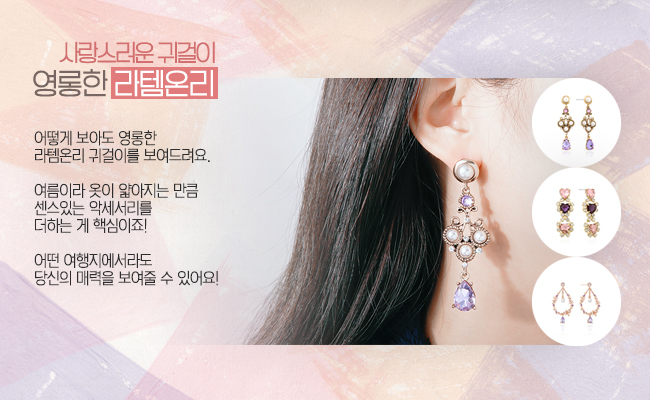 사랑스러운 귀걸이
영롱한 라템온리
어떻게 보아도 영롱한
라템온리 귀걸이를 보여드려요.
여름이라 옷이 얇아지는 만큼
센스있는 악세서리를
더하는 게 핵심이죠!
어떤 여행지에서라도
당신의 매력을 보여줄 수 있어요!